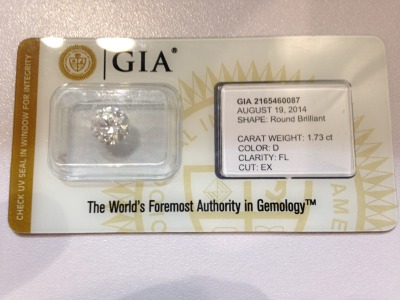 CHECK UV SEAL IN WINDOW FOR INTEGRITY
GIA®
GIA 2165460087
AUGUST 19, 2014
SHAPE: Round Brilliant
CARAT WEIGHT: 1.73 ct
COLOR: D
CLARITY: FL
CUT: EX
The World's Foremost Authority in Gemology™